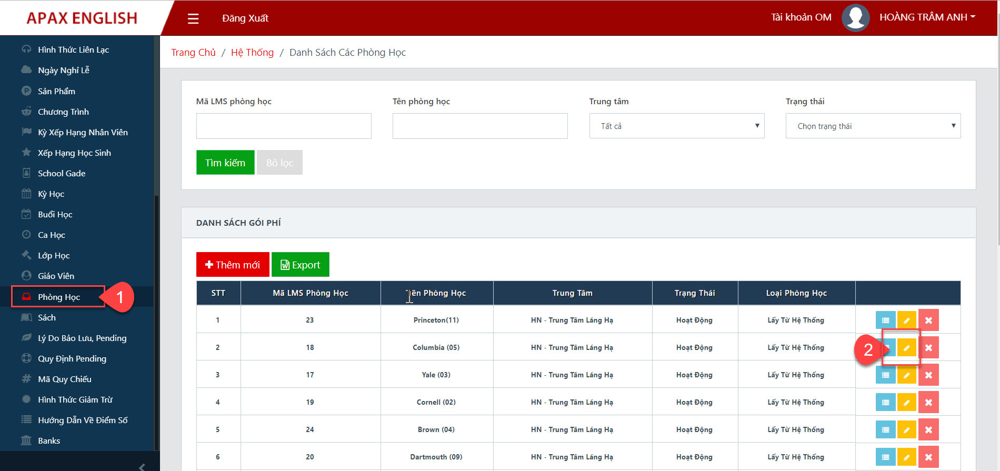 APAX ENGLISH
Đăng Xuất
Tài khoản OM
HOÀNG TRÂM ANH
Hình Thức Liên Lạc
Ngày Nghỉ Lễ
Sản Phẩm
Chương Trình
Kỳ Xếp Hạng Nhân Viên
Xếp Hạng Học Sinh
School Gade
Kỳ Học
Buổi Học
Ca Học
Lớp Học
Giáo Viên
Phòng Học
1
Sách
Lý Do Bảo Lưu, Pending
Quy Định Pending
Mã Quy Chiếu
Hình Thức Giảm Trừ
Hướng Dẫn Về Điểm Số
Banks
Trang Chủ / Hệ Thống / Danh Sách Các Phòng Học
Mã LMS phòng học Tên phòng học Trung tâm Trạng thái
Tất cả Chọn trạng thái
Tìm kiếm Bỏ lọc
DANH SÁCH GÓI PHÍ
Thêm mới Export
STT Mã LMS Phòng Học Tên Phòng Học Trung Tâm Trạng Thái Loại Phòng Học
1 23 Princeton(11) HN - Trung Tâm Láng Hạ Hoạt Động Lấy Từ Hệ Thống
2 18 Columbia (05) HN - Trung Tâm Láng Hạ Hoạt Động Lấy Từ Hệ Thống 2
3 17 Yale (03) HN - Trung Tâm Láng Hạ Hoạt Động Lấy Từ Hệ Thống
4 19 Cornell (02) HN - Trung Tâm Láng Hạ Hoạt Động Lấy Từ Hệ Thống
5 24 Brown (04) HN - Trung Tâm Láng Hạ Hoạt Động Lấy Từ Hệ Thống
6 20 Dartmouth (09) HN - Trung Tâm Láng Hạ Hoạt Động Lấy Từ Hệ Thống